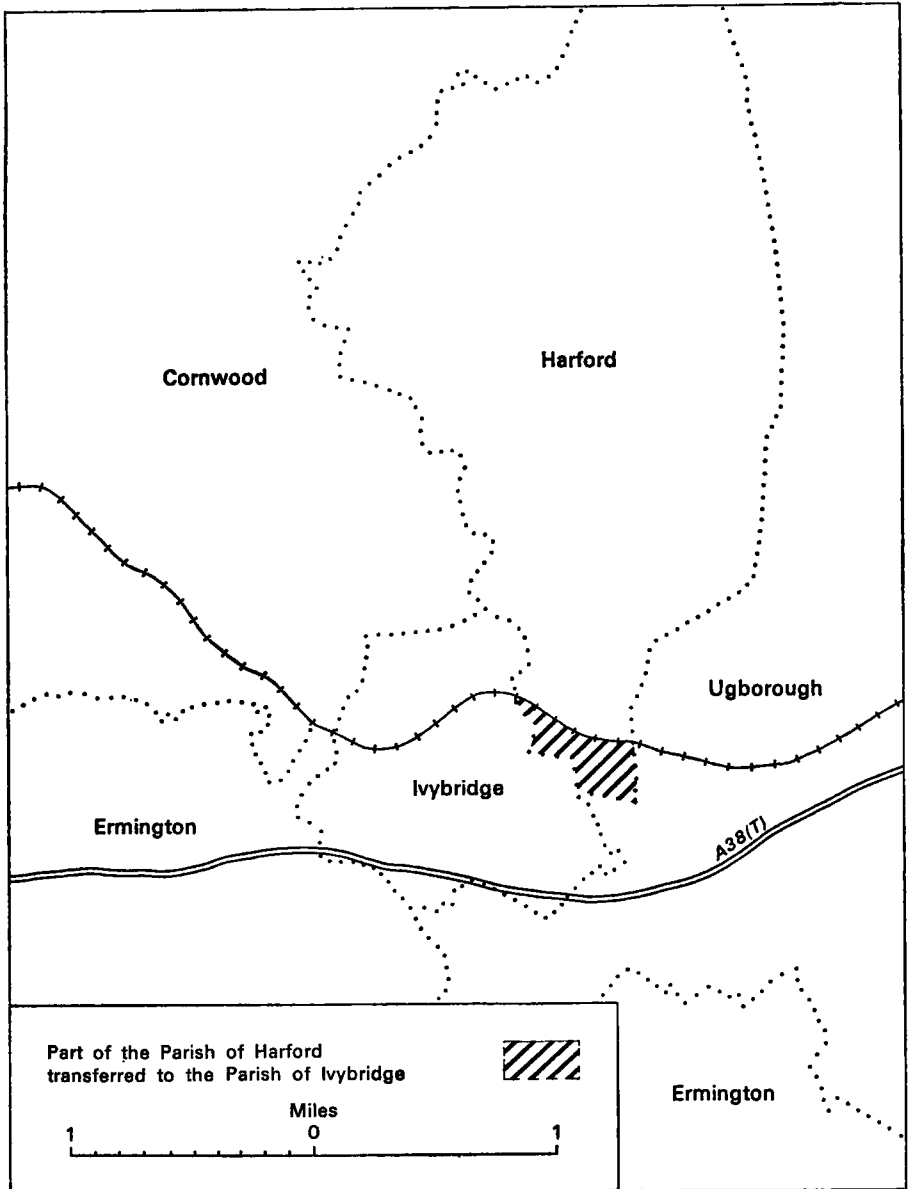 Harford
Cornwood
Ugborough
Ivybridge
Ermington
A38(T)
Part of the Parish of Harford
transferred to the Parish of Ivybridge
Miles
1 0 1
Ermington